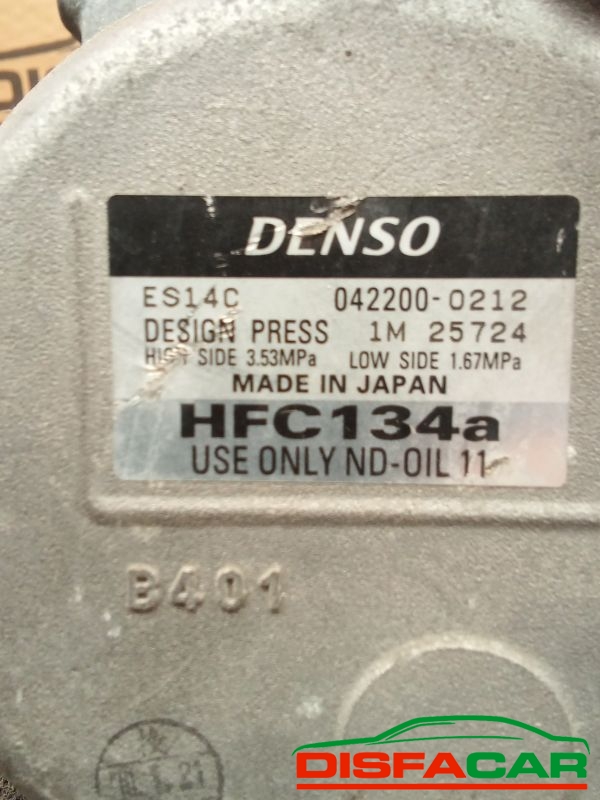 DENSO
ES14C 042200-0212
DESIGN PRESS 1M 25724
HIGH SIDE 3.53MPa LOW SIDE 1.67MPa
MADE IN JAPAN
HFC134a
USE ONLY ND-OIL 11
B401
DISFACAR